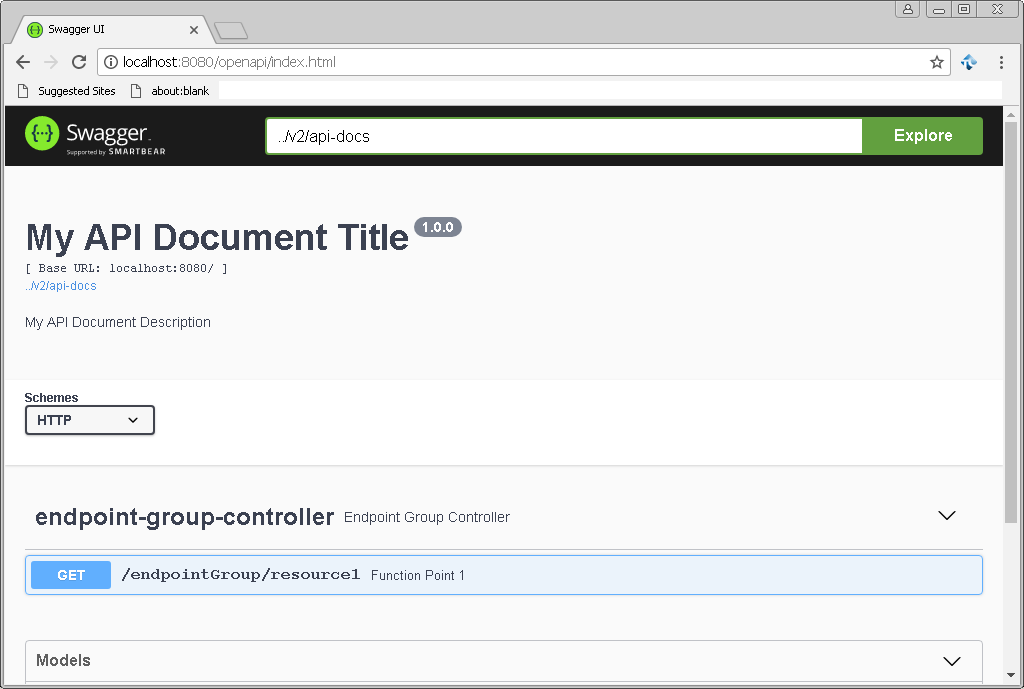 Swagger UI
localhost:8080/openapi/index.html
Suggested Sites about:blank
Swagger.
Supported by SMARTBEAR
../v2/api-docs
Explore
My API Document Title 1.0.0
[ Base URL: localhost:8080/ ]
../v2/api-docs
My API Document Description
Schemes
HTTP
endpoint-group-controller Endpoint Group Controller
GET /endpointGroup/resource1 Function Point 1
Models